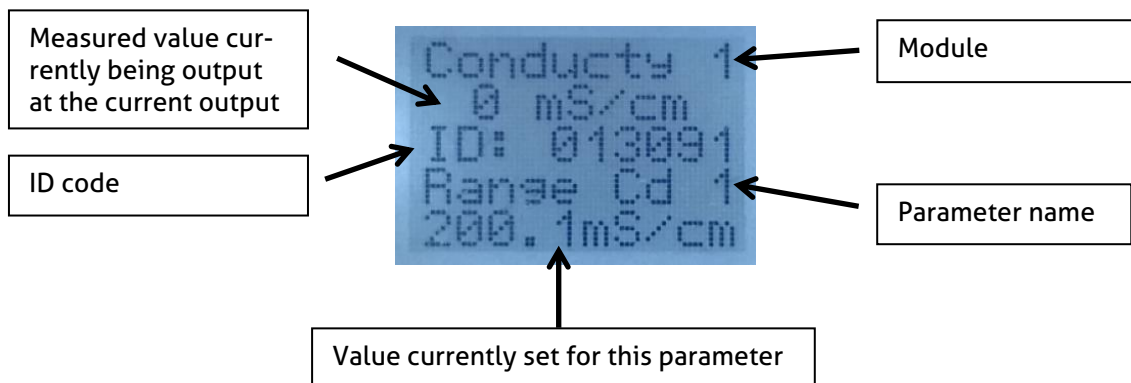 Measured value cur-
rently being output
at the current output
ID code
Conducty 1
0 mS/cm
ID: 013091
Range Cd 1
200.1mS/cm
Module
Parameter name
Value currently set for this parameter